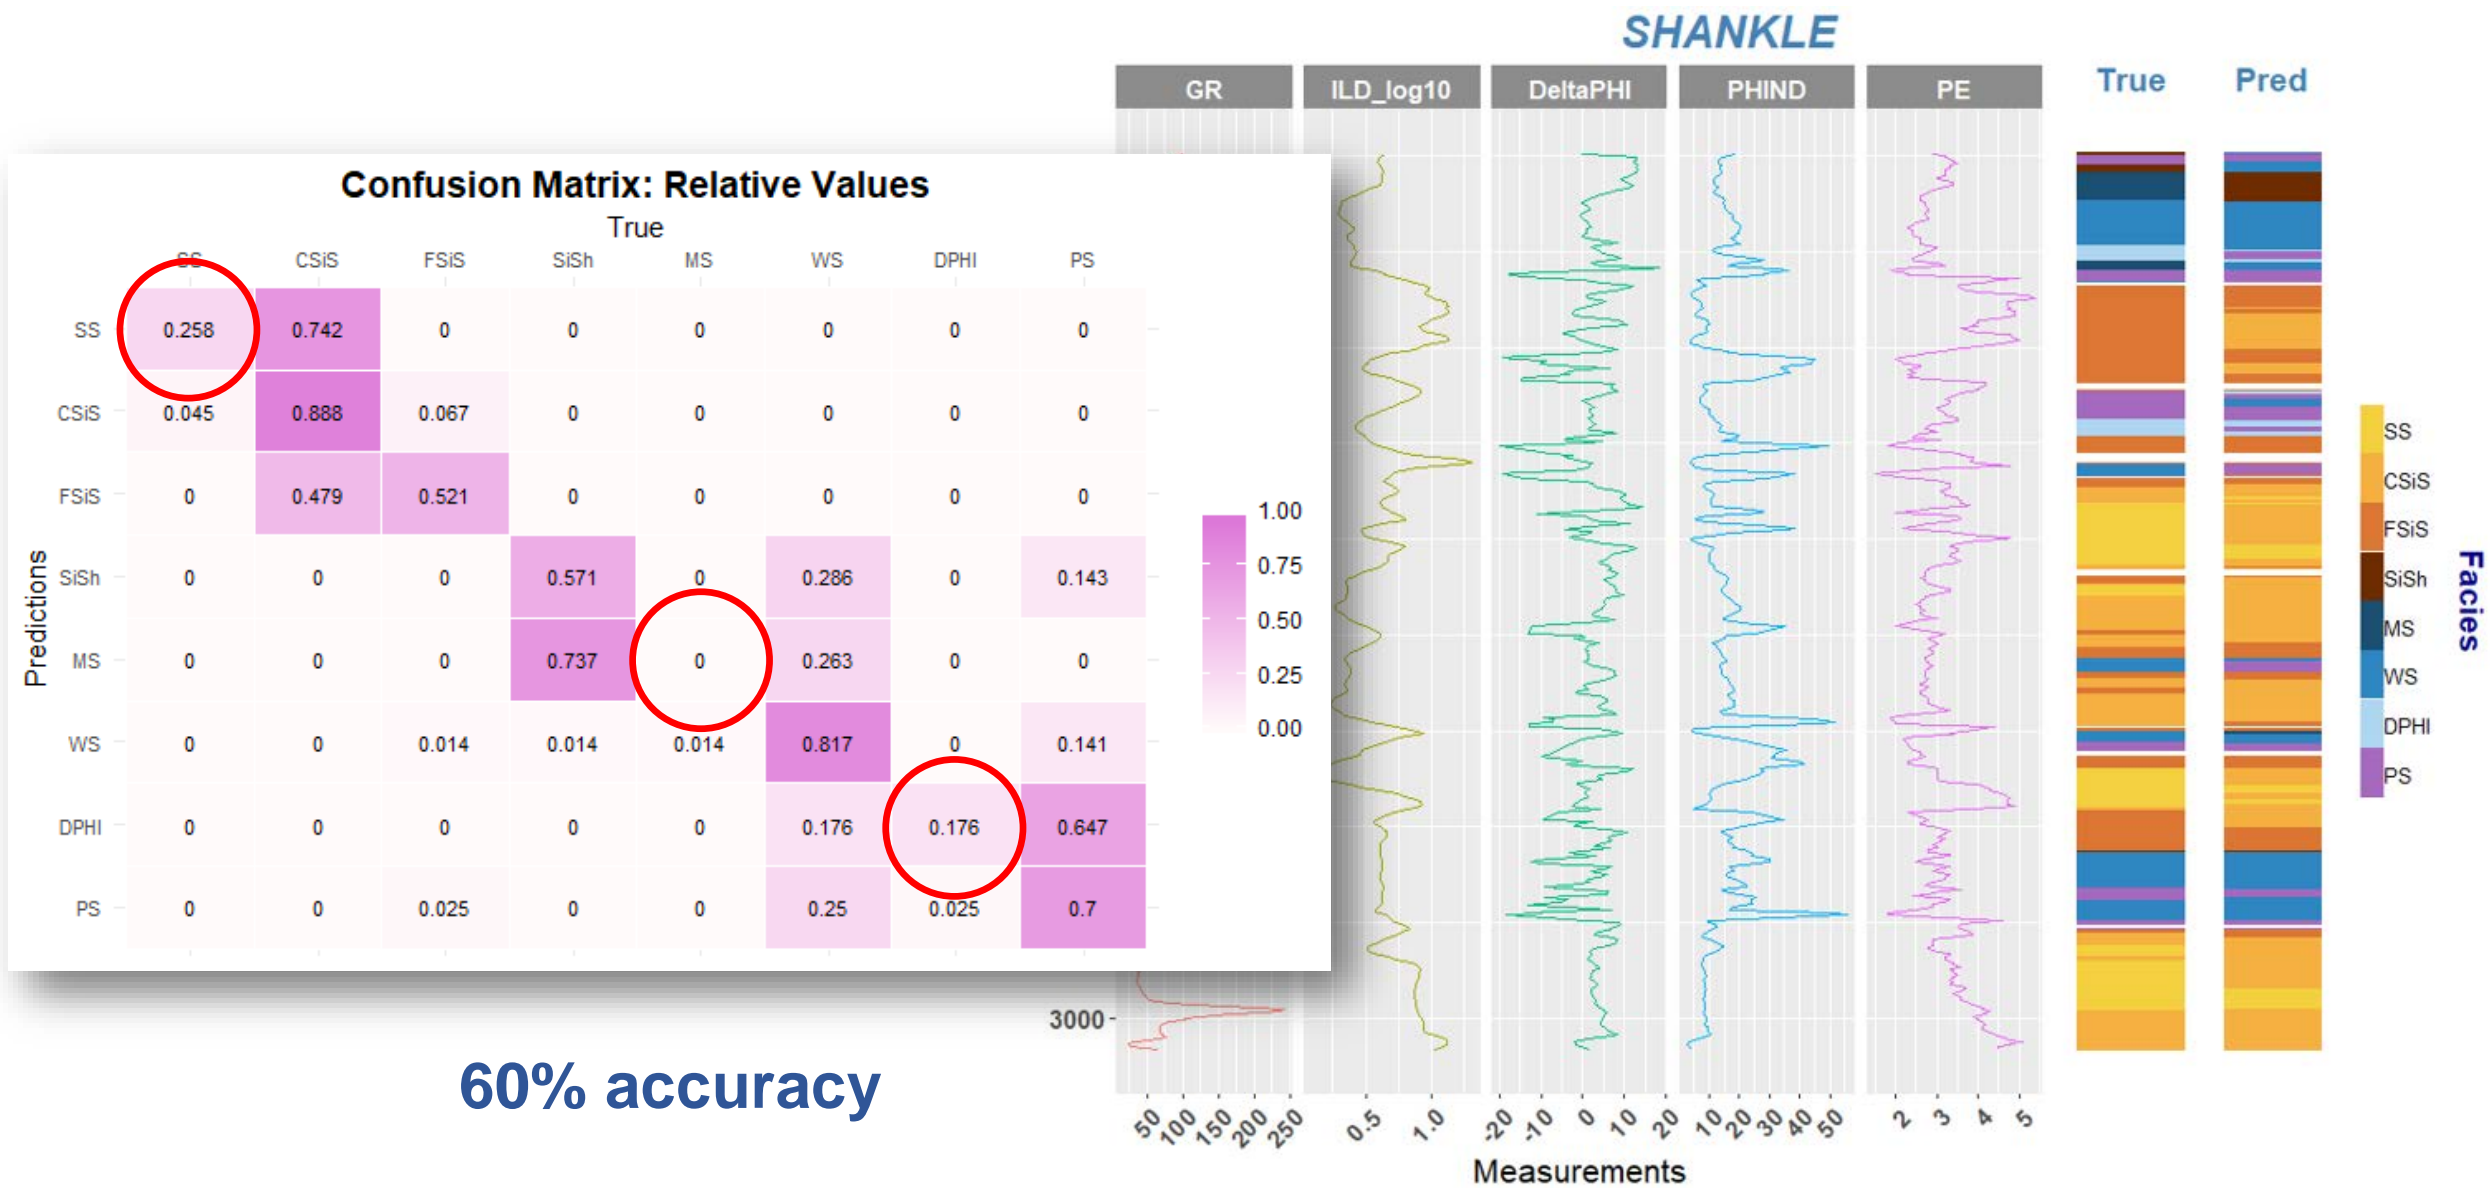 SHANKLE
GR ILD_log10 DeltaPHI PHIND PE True Pred
Confusion Matrix: Relative Values
True
SS CSiS FSiS SiSh MS WS DPHI PS
SS 0.258 0.742 0 0 0 0 0 0
CSiS 0.045 0.888 0.067 0 0 0 0 0
FSiS 0 0.479 0.521 0 0 0 0 0
SiSh 0 0 0 0.571 0 0.286 0 0.143
MS 0 0 0 0.737 0 0.263 0 0
WS 0 0 0.014 0.014 0.014 0.817 0 0.141
DPHI 0 0 0 0 0 0.176 0.176 0.647
PS 0 0 0.025 0 0 0.25 0.025 0.7
Predictions
1.00
0.75
0.50
0.25
0.00
SS
CSiS
FSiS
SiSh
MS
WS
DPHI
PS
Facies
3000
50 100 150 200 250 0.5 1.0 -20 -10 0 10 20 10 20 30 40 50 2 3 4 5
Measurements
60% accuracy